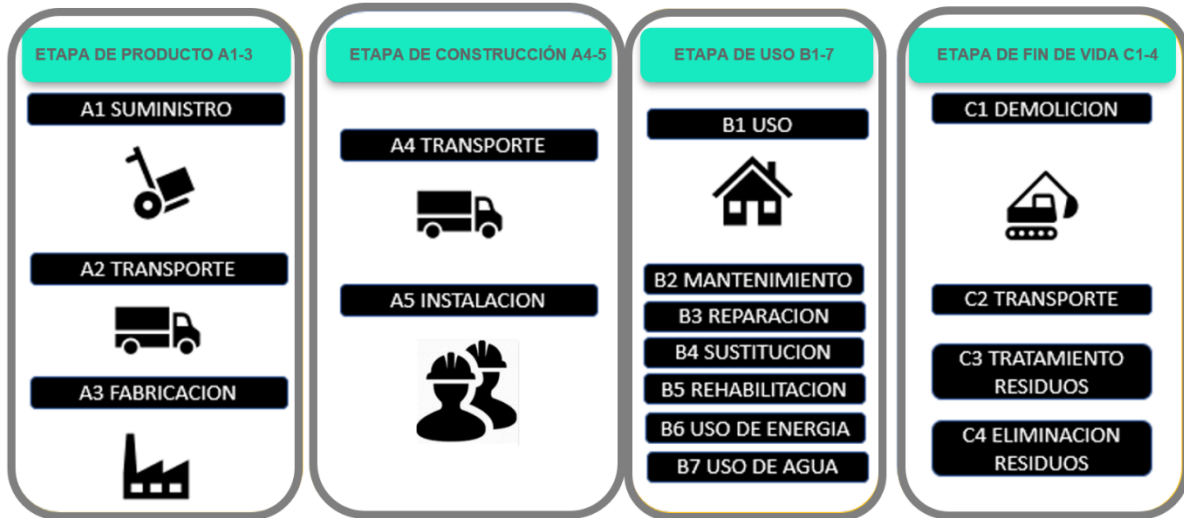 ETAPA DE PRODUCTO A1-3
A1 SUMINISTRO
A2 TRANSPORTE
A3 FABRICACION
ETAPA DE CONSTRUCCIÓN A4-5
A4 TRANSPORTE
A5 INSTALACION
ETAPA DE USO B1-7
B1 USO
B2 MANTENIMIENTO
B3 REPARACION
B4 SUSTITUCION
B5 REHABILITACION
B6 USO DE ENERGIA
B7 USO DE AGUA
ETAPA DE FIN DE VIDA C1-4
C1 DEMOLICION
C2 TRANSPORTE
C3 TRATAMIENTO
RESIDUOS
C4 ELIMINACION
RESIDUOS